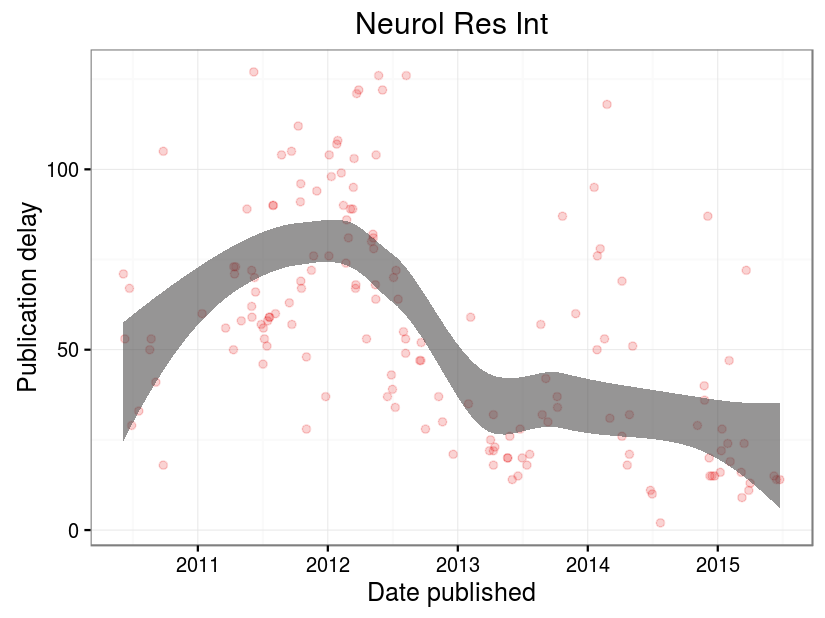 Neurol Res Int
Publication delay
100
50
0
2011 2012 2013 2014 2015
Date published